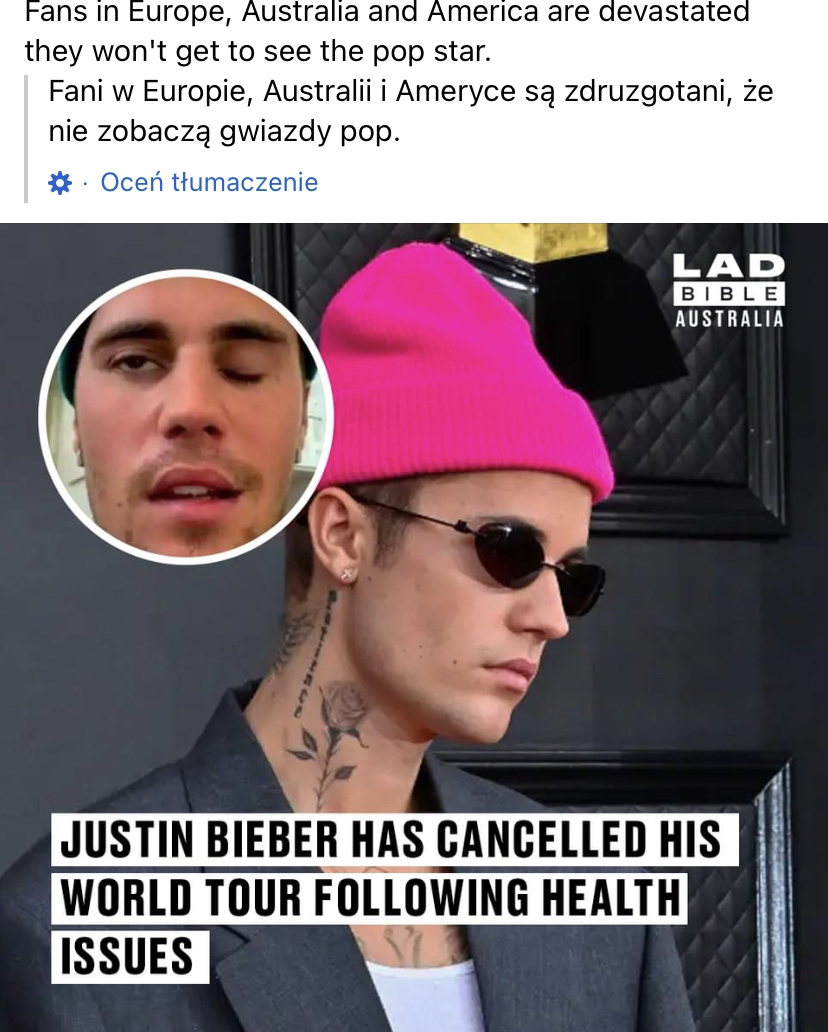 Fans in Europe, Australia and America are devastated
they won't get to see the pop star.
Fani w Europie, Australii i Ameryce są zdruzgotani, że
nie zobaczą gwiazdy pop.
· Oceń tłumaczenie
LAD
BIBLE
AUSTRALIA
JUSTIN BIEBER HAS CANCELLED HIS
WORLD TOUR FOLLOWING HEALTH
ISSUES